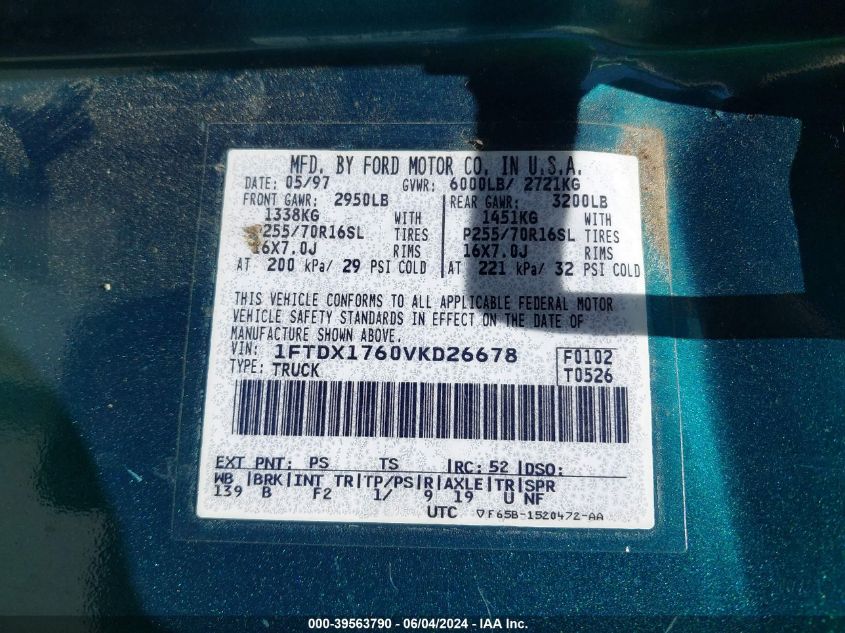 MFD. BY FORD MOTOR CO. IN U.S.A.
DATE: 05/97 GVWR: 6000LB/ 2721KG
FRONT GAWR: 2950LB REAR GAWR: 3200LB
1338KG WITH 1451KG WITH
P255/70R16SL TIRES P255/70R16SL TIRES
16X7.0J RIMS 16X7.0J RIMS
AT 200 kPa/ 29 PSI COLD AT 221 kPa/ 32 PSI COLD
THIS VEHICLE CONFORMS TO ALL APPLICABLE FEDERAL MOTOR
VEHICLE SAFETY STANDARDS IN EFFECT ON THE DATE OF
MANUFACTURE SHOWN ABOVE.
VIN: 1FTDX1760VKD26678 F0102
TYPE: TRUCK T0526
EXT PNT: PS TS RC: 52 DSO:
WB BRK INT TR TP/PS R AXLE TR SPR
139 B F2 1/ 9 19 U NF
UTC ▽F65B-1520472-AA
000-39563790 - 06/04/2024 - IAA Inc.